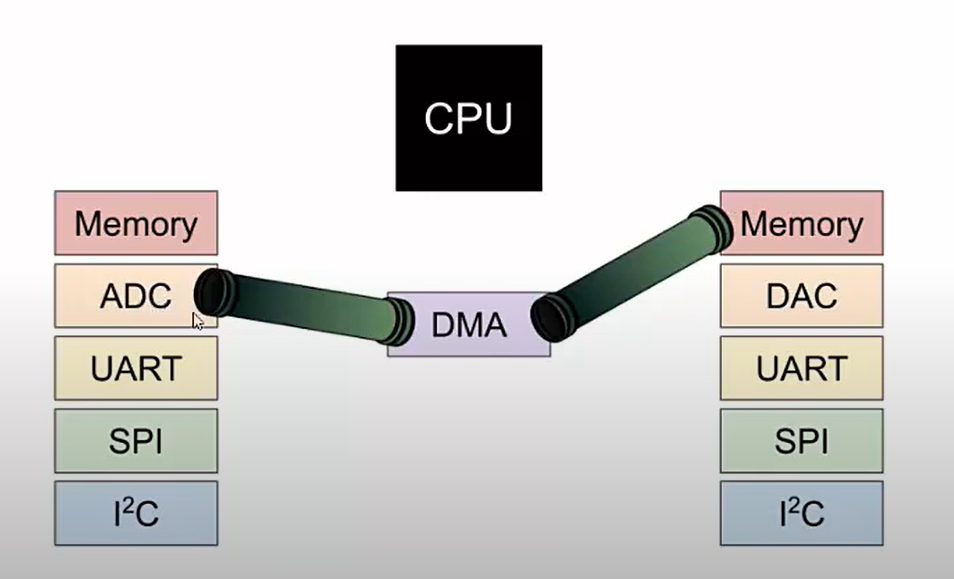 CPU
Memory
ADC
UART
SPI
I²C
DMA
Memory
DAC
UART
SPI
I²C